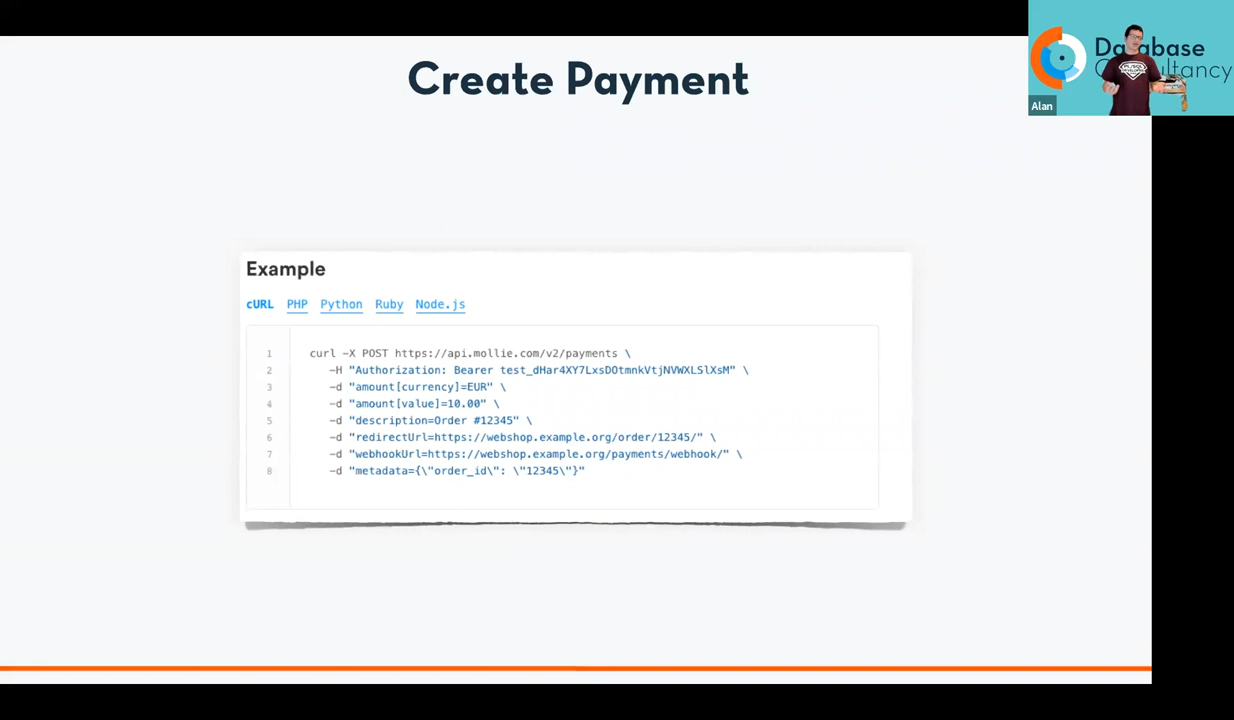 Create Payment
Database
Consultancy
Alan
Example
cURL PHP Python Ruby Node.js
1 curl -X POST https://api.mollie.com/v2/payments \
2 -H "Authorization: Bearer test_dHar4XY7LxsDOtmnkVtjNVWXLSlXsM" \
3 -d "amount[currency]=EUR" \
4 -d "amount[value]=10.00" \
5 -d "description=Order #12345" \
6 -d "redirectUrl=https://webshop.example.org/order/12345/" \
7 -d "webhookUrl=https://webshop.example.org/payments/webhook/" \
8 -d "metadata={\"order_id\": \"12345\"}"